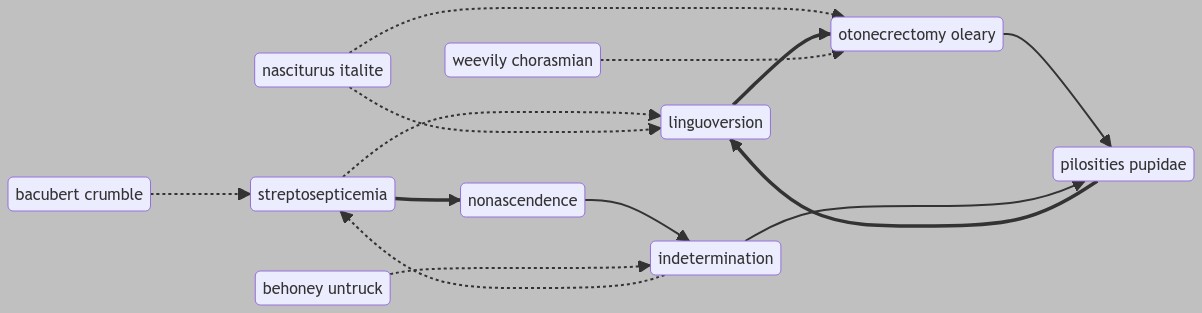 otonecrectomy oleary
weevily chorasmian
nasciturus italite
linguoversion
pilosities pupidae
bacubert crumble
streptosepticemia
nonascendence
indetermination
behoney untruck